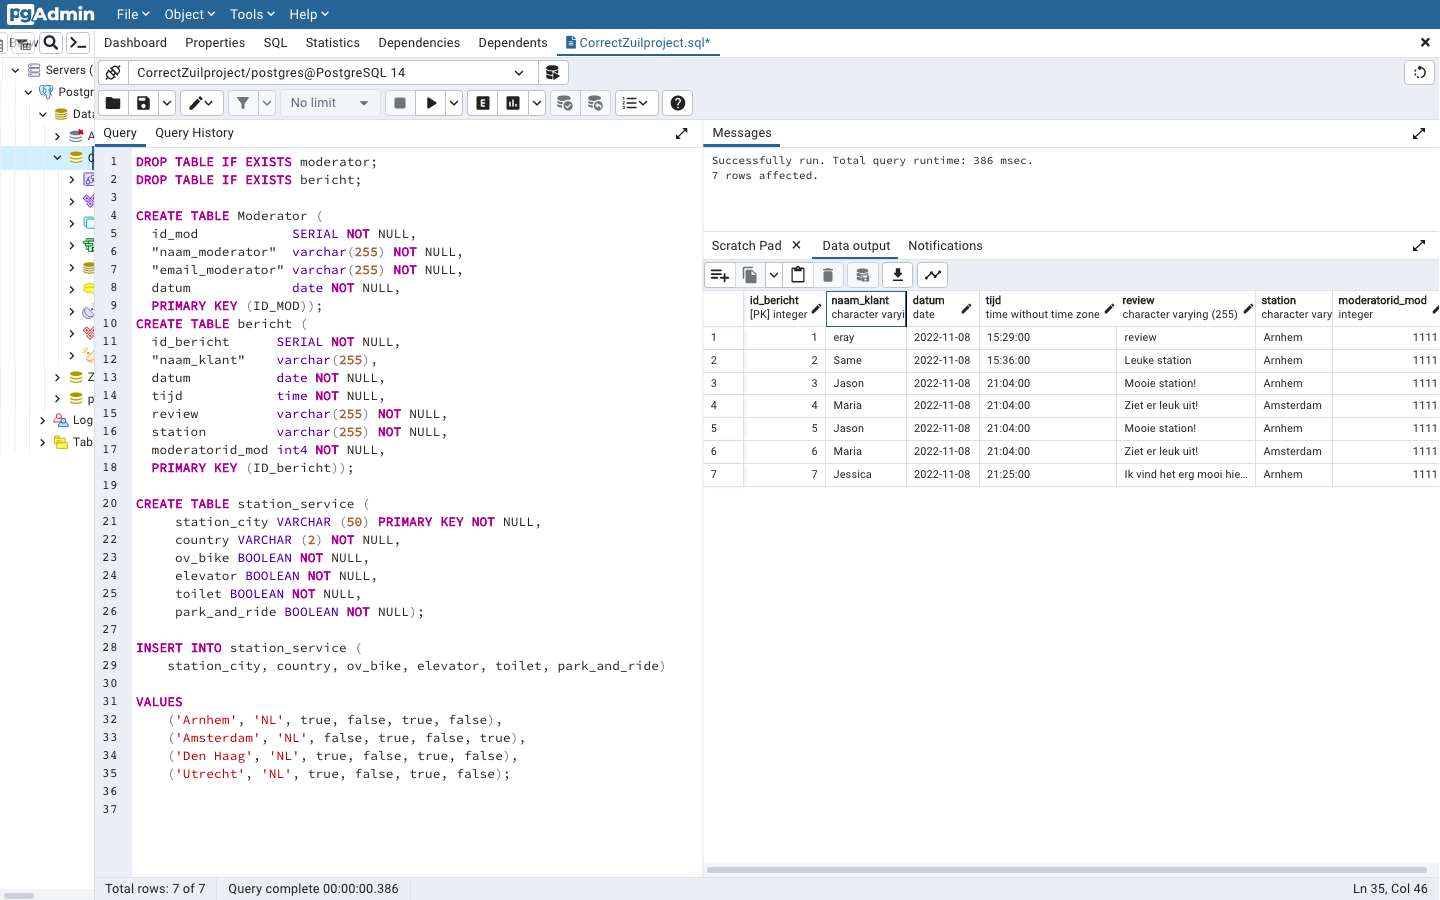 pgAdmin File Object Tools Help
Dashboard Properties SQL Statistics Dependencies Dependents CorrectZuilproject.sql*
Servers (
CorrectZuilproject/postgres@PostgreSQL 14
Postgr
Data
No limit
A
C
Z
p
Log
Tab
Query Query History
1 DROP TABLE IF EXISTS moderator;
2 DROP TABLE IF EXISTS bericht;
3
4 CREATE TABLE Moderator (
5 id_mod SERIAL NOT NULL,
6 "naam_moderator" varchar(255) NOT NULL,
7 "email_moderator" varchar(255) NOT NULL,
8 datum date NOT NULL,
9 PRIMARY KEY (ID_MOD));
10 CREATE TABLE bericht (
11 id_bericht SERIAL NOT NULL,
12 "naam_klant" varchar(255),
13 datum date NOT NULL,
14 tijd time NOT NULL,
15 review varchar(255) NOT NULL,
16 station varchar(255) NOT NULL,
17 moderatorid_mod int4 NOT NULL,
18 PRIMARY KEY (ID_bericht));
19
20 CREATE TABLE station_service (
21 station_city VARCHAR (50) PRIMARY KEY NOT NULL,
22 country VARCHAR (2) NOT NULL,
23 ov_bike BOOLEAN NOT NULL,
24 elevator BOOLEAN NOT NULL,
25 toilet BOOLEAN NOT NULL,
26 park_and_ride BOOLEAN NOT NULL);
27
28 INSERT INTO station_service (
29 station_city, country, ov_bike, elevator, toilet, park_and_ride)
30
31 VALUES
32 ('Arnhem', 'NL', true, false, true, false),
33 ('Amsterdam', 'NL', false, true, false, true),
34 ('Den Haag', 'NL', true, false, true, false),
35 ('Utrecht', 'NL', true, false, true, false);
36
37
Messages
Successfully run. Total query runtime: 386 msec.
7 rows affected.
Scratch Pad Data output Notifications
id_bericht naam_klant datum tijd review station moderatorid_mod
[PK] integer character varyi date time without time zone character varying (255) character vary integer
1 1 eray 2022-11-08 15:29:00 review Arnhem 1111
2 2 Same 2022-11-08 15:36:00 Leuke station Arnhem 1111
3 3 Jason 2022-11-08 21:04:00 Mooie station! Arnhem 1111
4 4 Maria 2022-11-08 21:04:00 Ziet er leuk uit! Amsterdam 1111
5 5 Jason 2022-11-08 21:04:00 Mooie station! Arnhem 1111
6 6 Maria 2022-11-08 21:04:00 Ziet er leuk uit! Amsterdam 1111
7 7 Jessica 2022-11-08 21:25:00 Ik vind het erg mooi hie... Arnhem 1111
Total rows: 7 of 7 Query complete 00:00:00.386 Ln 35, Col 46